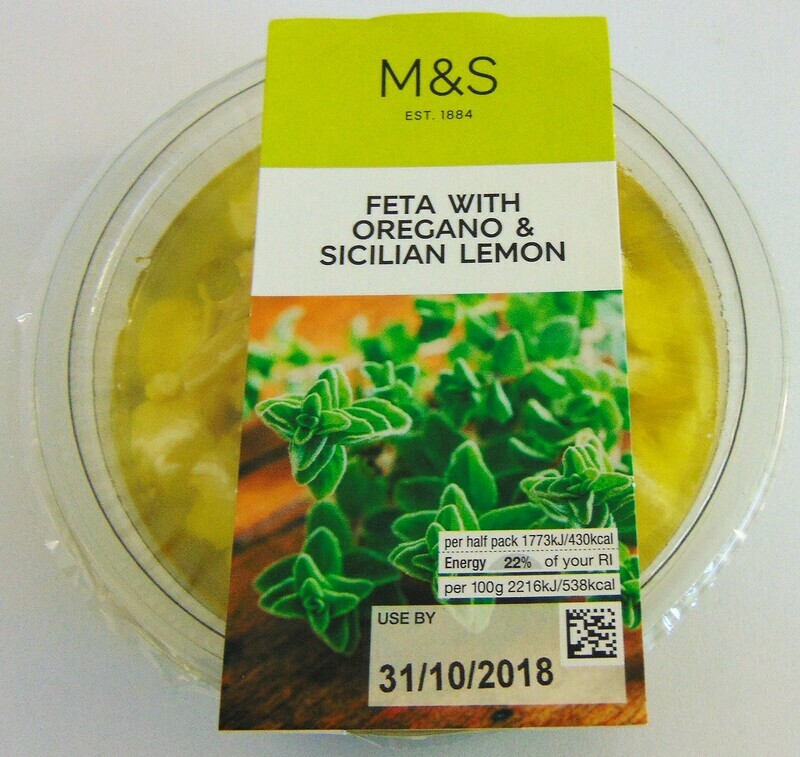 M&S
EST. 1884
FETA WITH
OREGANO &
SICILIAN LEMON
per half pack 1773kJ/430kcal
Energy 22% of your RI
per 100g 2216kJ/538kcal
USE BY
31/10/2018